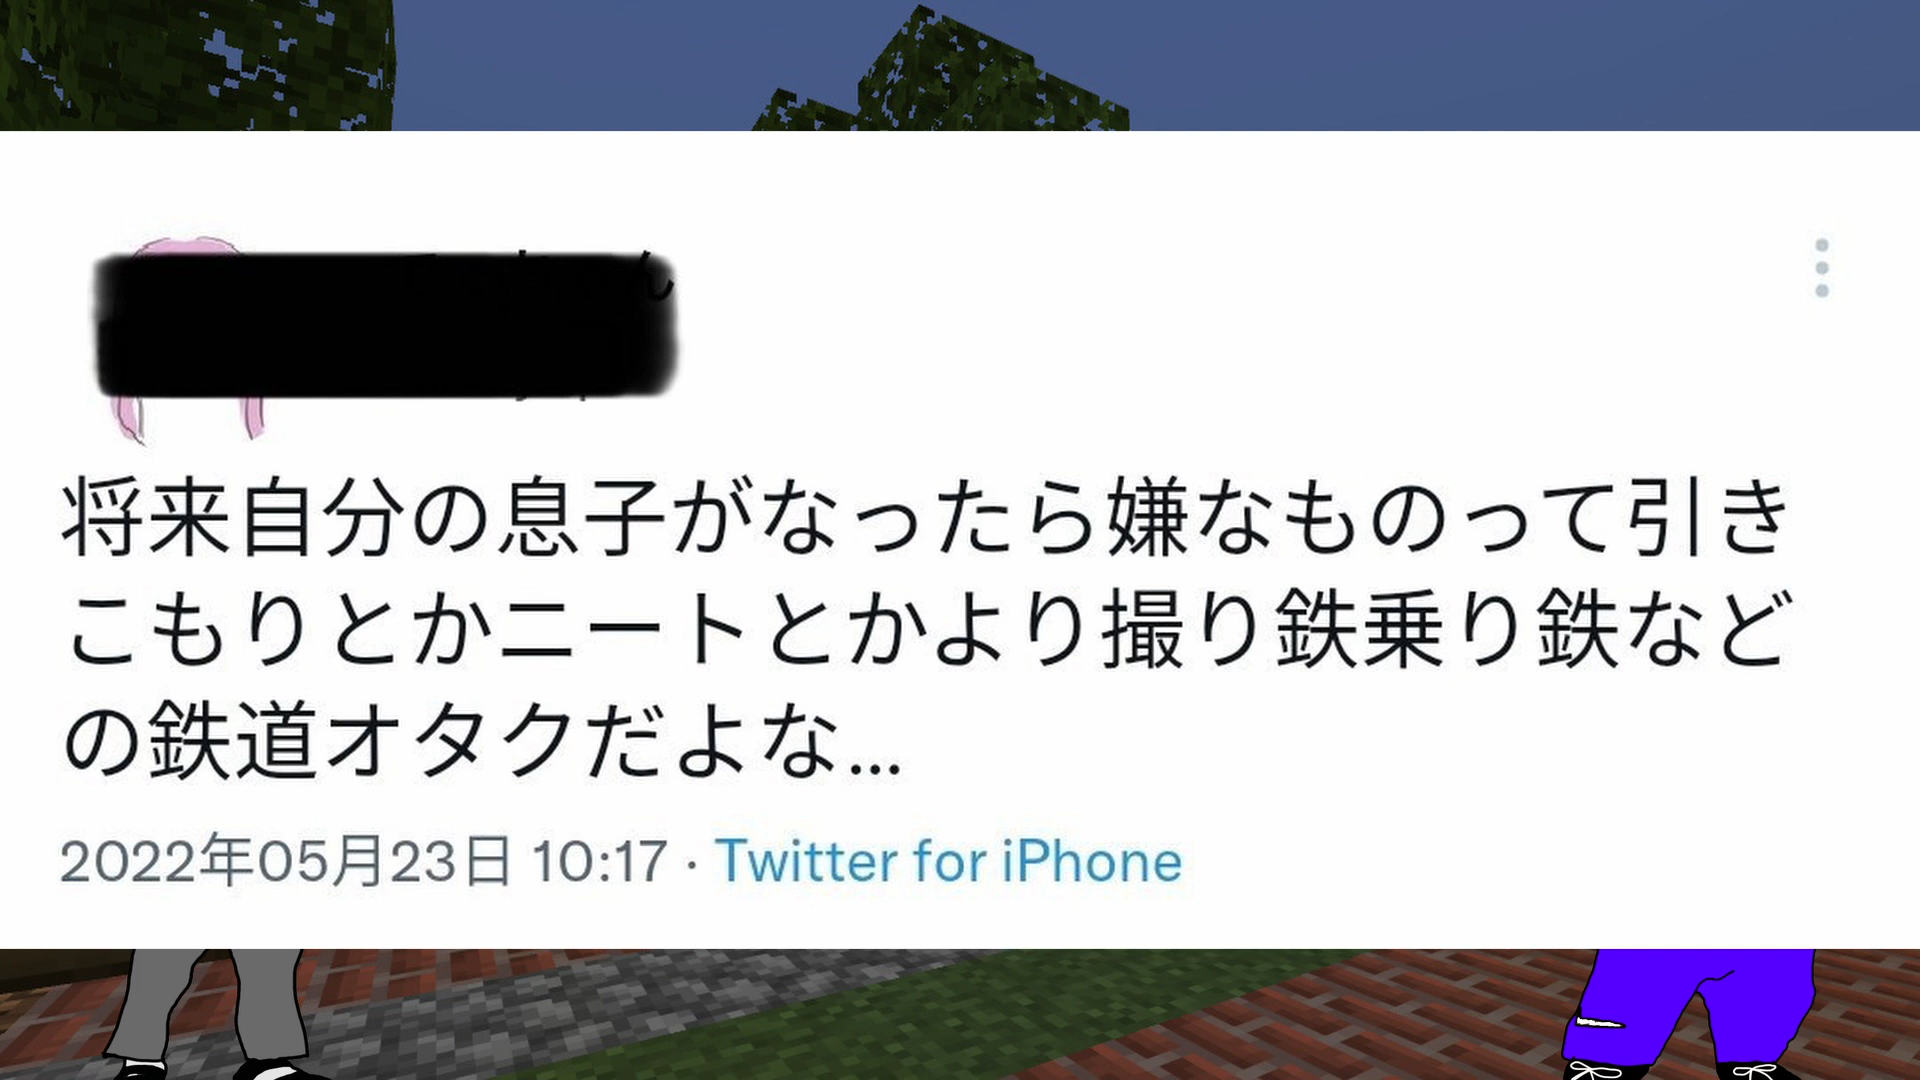 将来自分の息子がなったら嫌なものって引き
こもりとかニートとかより撮り鉄乗り鉄など
の鉄道オタクだよな...
2022年05月23日 10:17 · Twitter for iPhone